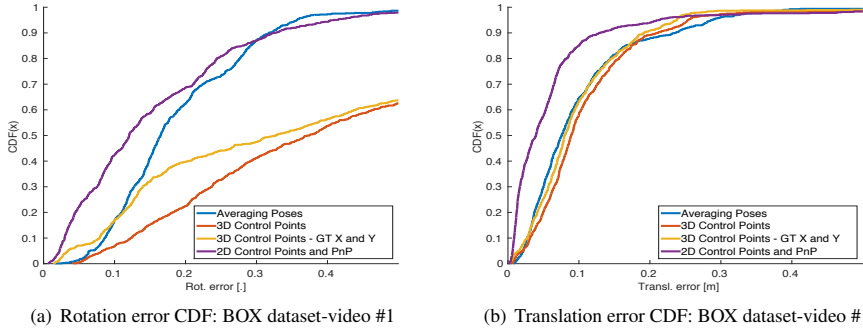 1
0.9
0.8
0.7
0.6
0.5
0.4
0.3
0.2
0.1
0
CDF(x)
Averaging Poses
3D Control Points
3D Control Points - GT X and Y
2D Control Points and PnP
0 0.1 0.2 0.3 0.4
Rot. error [.]
(a) Rotation error CDF: BOX dataset-video #1
1
0.9
0.8
0.7
0.6
0.5
0.4
0.3
0.2
0.1
0
CDF(x)
Averaging Poses
3D Control Points
3D Control Points - GT X and Y
2D Control Points and PnP
0 0.1 0.2 0.3 0.4
Transl. error [m]
(b) Translation error CDF: BOX dataset-video #